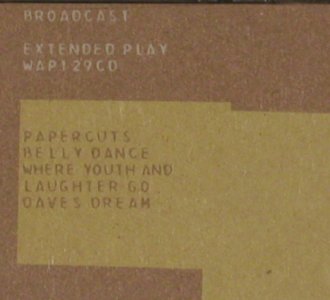 BROADCAST
EXTENDED PLAY
WAP129CD
PAPERCUTS
BELLY DANCE
WHERE YOUTH AND
LAUGHTER GO
DAVES DREAM